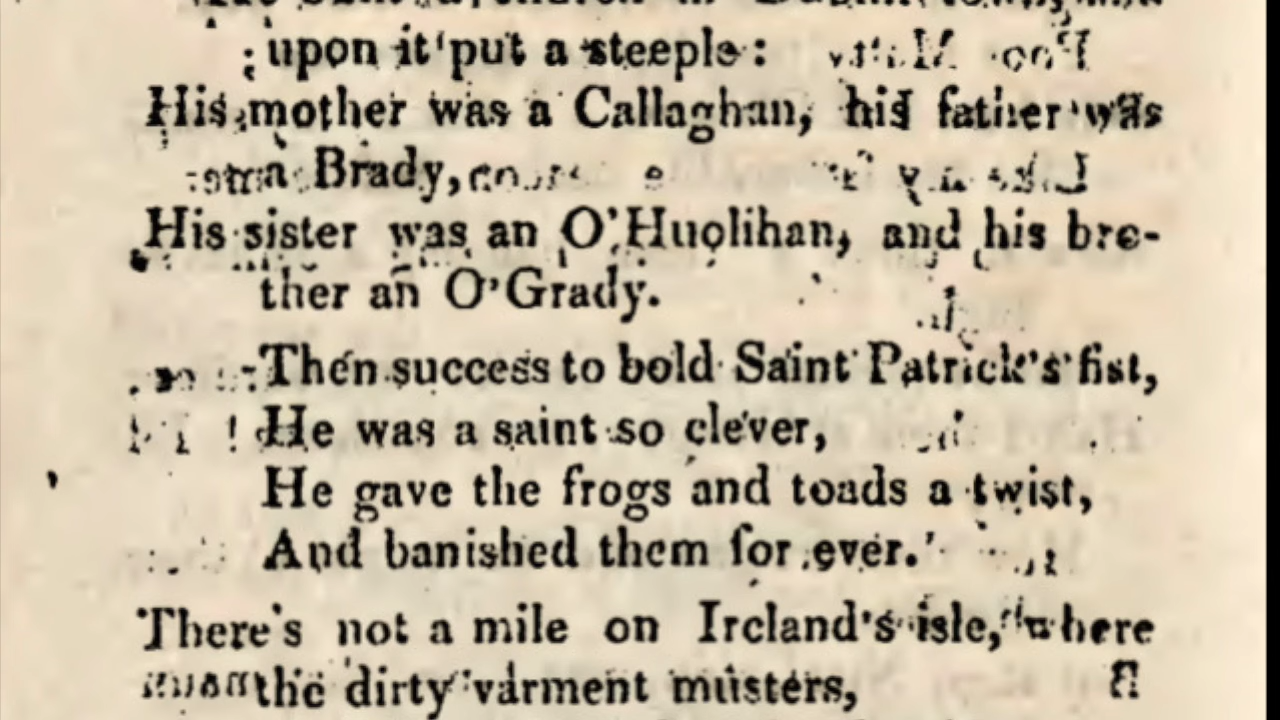 upon it put a steeple:
His mother was a Callaghan, his father was
a Brady,
His sister was an O'Huolihan, and his bro-
ther an O'Grady.
Then success to bold Saint Patrick's fist,
He was a saint so clever,
He gave the frogs and toads a twist,
And banished them for ever.
There's not a mile on Ireland's isle, where
the dirty varment musters,